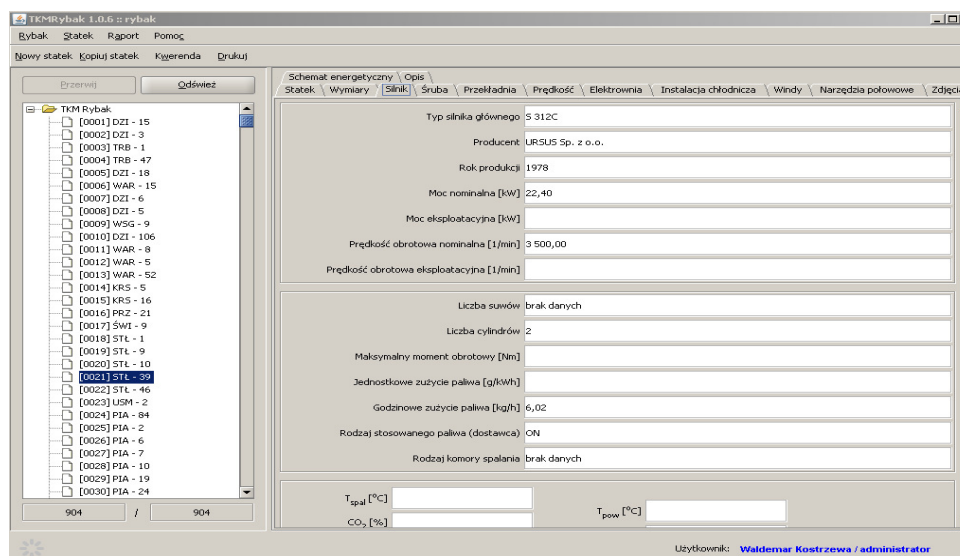 TKMRybak 1.0.6 :: rybak
Rybak Statek Raport Pomoc
Nowy statek Kopiuj statek Kwerenda Drukuj
Przerwij Odśwież
TKM Rybak
[0001] DZI - 15
[0002] DZI - 3
[0003] TRB - 1
[0004] TRB - 47
[0005] DZI - 18
[0006] WAR - 15
[0007] DZI - 6
[0008] DZI - 5
[0009] WSG - 9
[0010] DZI - 106
[0011] WAR - 8
[0012] WAR - 5
[0013] WAR - 52
[0014] KRS - 5
[0015] KRS - 16
[0016] PRZ - 21
[0017] ŚWI - 9
[0018] STŁ - 1
[0019] STŁ - 9
[0020] STŁ - 10
[0021] STŁ - 39
[0022] STŁ - 46
[0023] USM - 2
[0024] PIA - 84
[0025] PIA - 2
[0026] PIA - 6
[0027] PIA - 7
[0028] PIA - 10
[0029] PIA - 19
[0030] PIA - 24
904 / 904
Schemat energetyczny Opis
Statek Wymiary Silnik Śruba Przekładnia Prędkość Elektrownia Instalacja chłodnicza Windy Narzędzia połowowe Zdjęcia
Typ silnika głównego S 312C
Producent URSUS Sp. z o.o.
Rok produkcji 1978
Moc nominalna [kW] 22,40
Moc eksploatacyjna [kW]
Prędkość obrotowa nominalna [1/min] 3 500,00
Prędkość obrotowa eksploatacyjna [1/min]
Liczba suwów brak danych
Liczba cylindrów 2
Maksymalny moment obrotowy [Nm]
Jednostkowe zużycie paliwa [g/kWh]
Godzinowe zużycie paliwa [kg/h] 6,02
Rodzaj stosowanego paliwa (dostawca) ON
Rodzaj komory spalania brak danych
Tspal [°C] Tpow [°C]
CO2 [%]
Użytkownik: Waldemar Kostrzewa / administrator